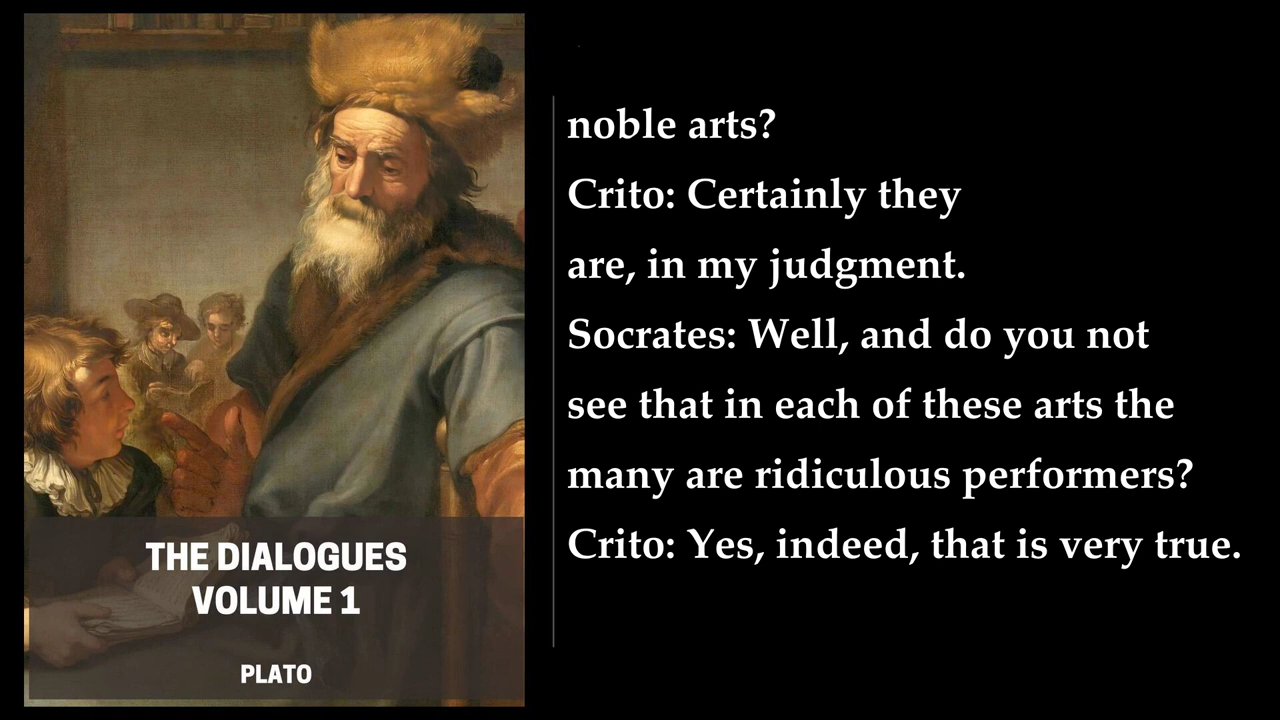 THE DIALOGUES
VOLUME 1
PLATO
noble arts?
Crito: Certainly they
are, in my judgment.
Socrates: Well, and do you not
see that in each of these arts the
many are ridiculous performers?
Crito: Yes, indeed, that is very true.